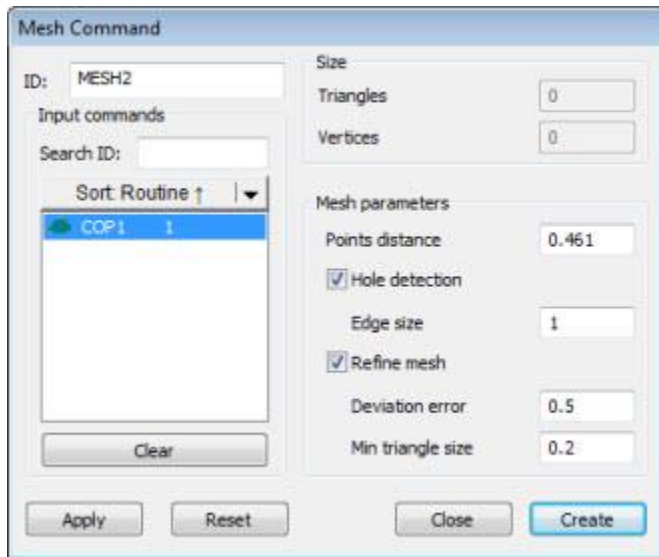 Mesh Command
ID: MESH2
Input commands
Search ID:
Sort: Routine ↑
COP1 1
Clear
Size
Triangles 0
Vertices 0
Mesh parameters
Points distance 0.461
Hole detection
Edge size 1
Refine mesh
Deviation error 0.5
Min triangle size 0.2
Apply Reset Close Create